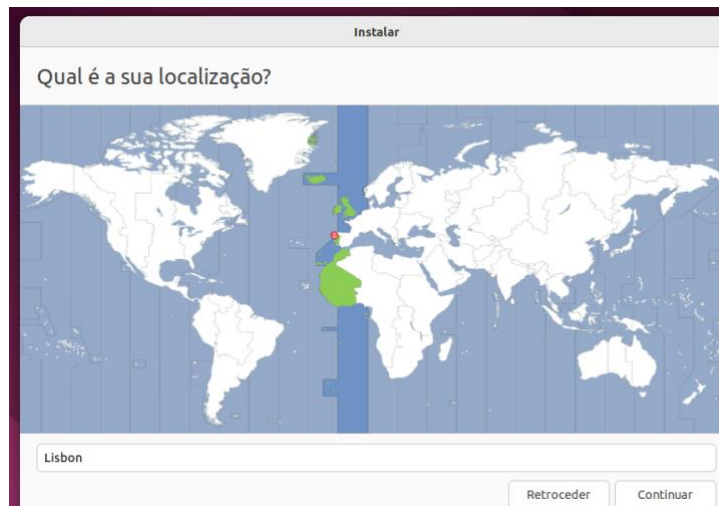 Instalar
Qual é a sua localização?
Lisbon
Retroceder Continuar